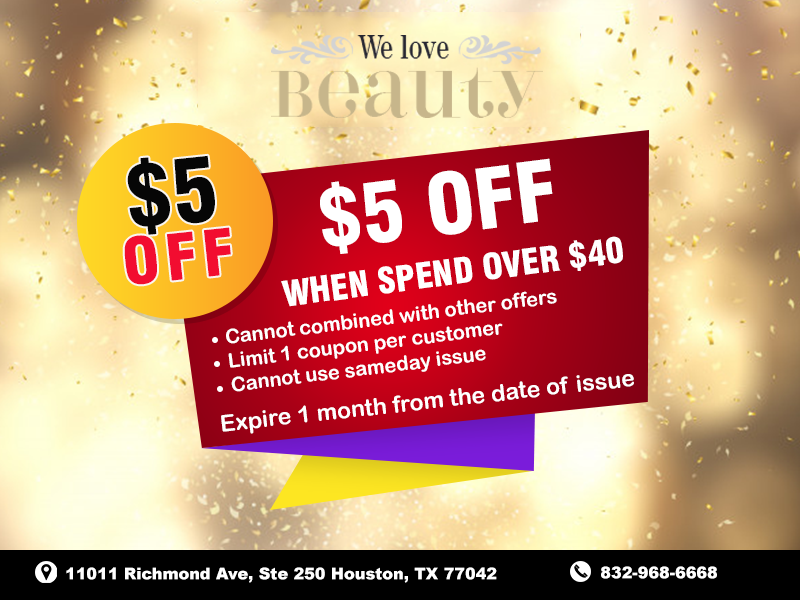 We love
Beauty
$5
OFF
$5 OFF
WHEN SPEND OVER $40
• Cannot combined with other offers
• Limit 1 coupon per customer
• Cannot use sameday issue
Expire 1 month from the date of issue
11011 Richmond Ave, Ste 250 Houston, TX 77042
832-968-6668